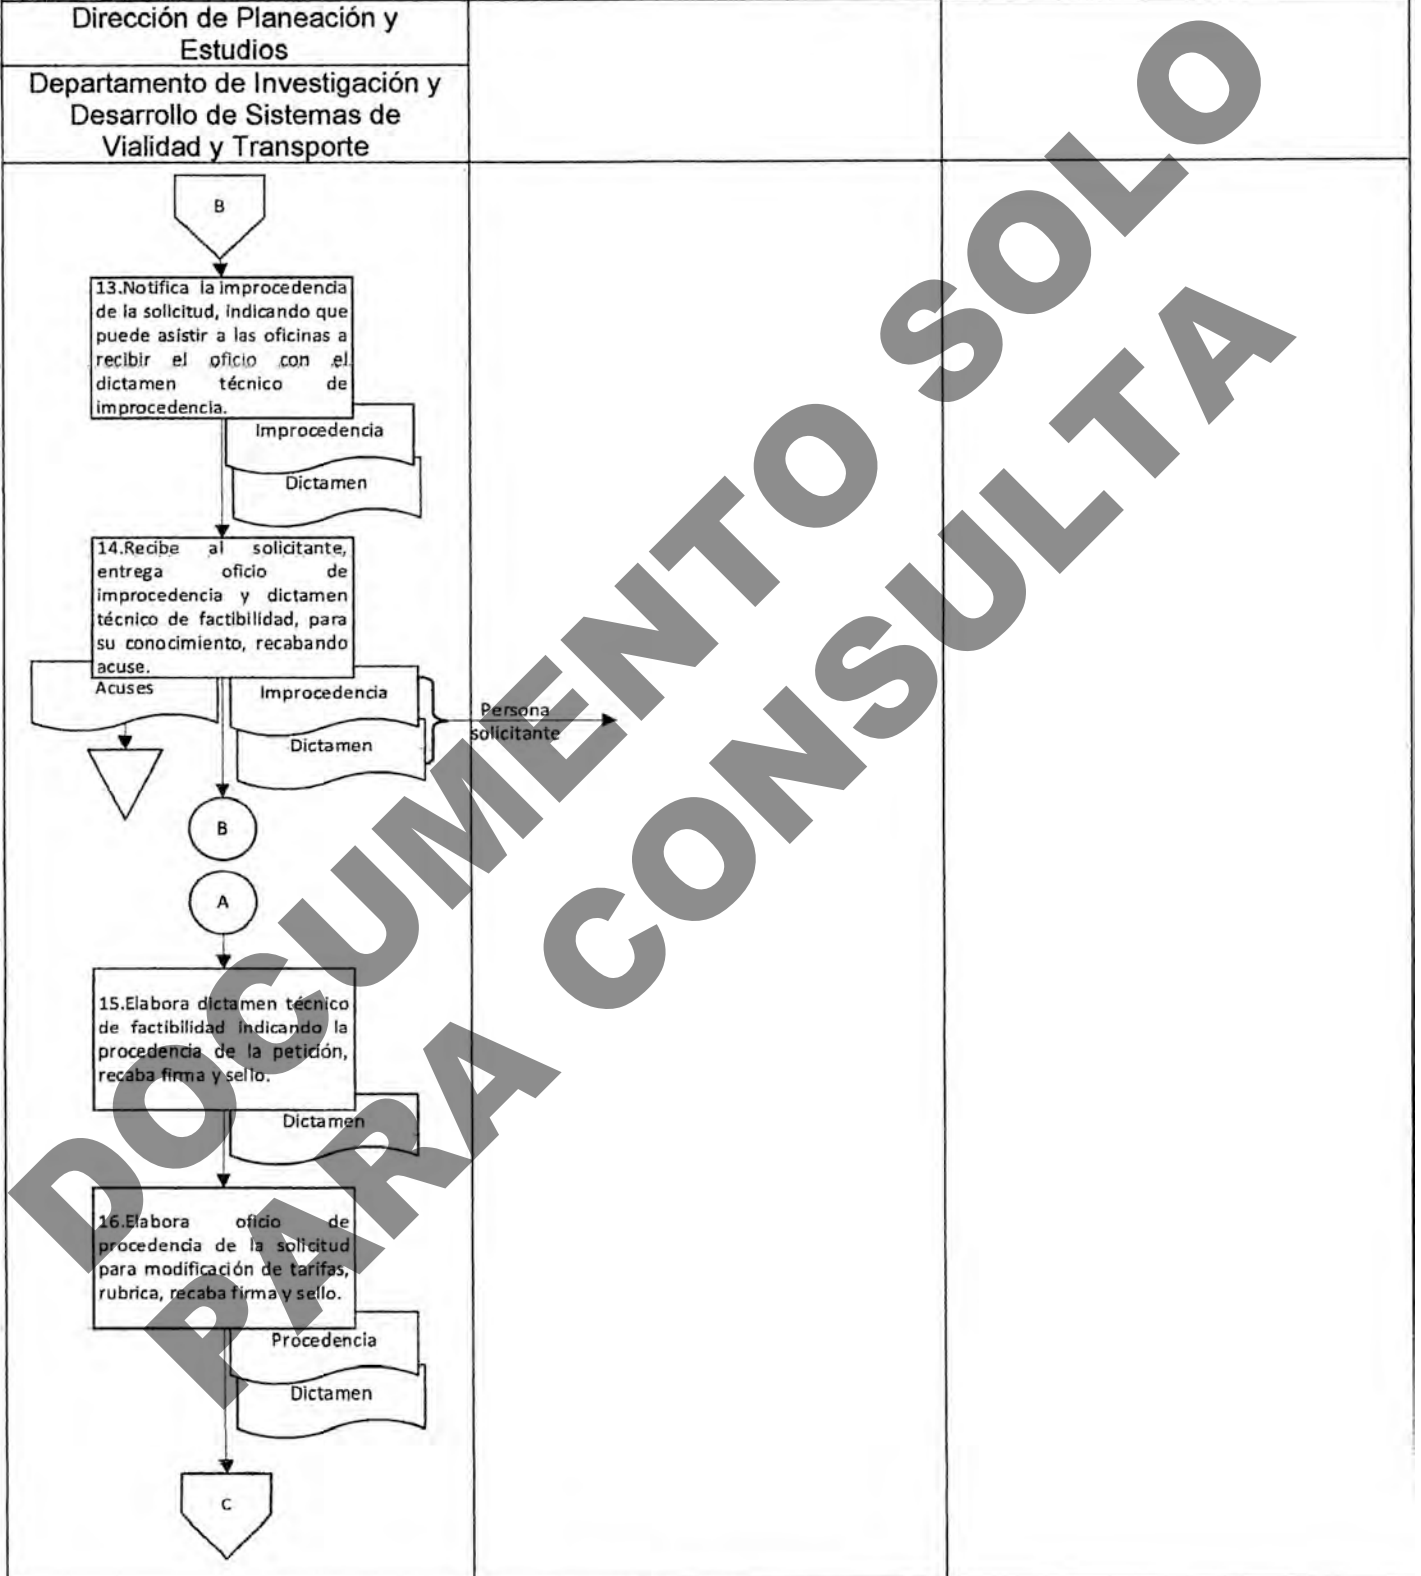 Dirección de Planeación y
Estudios
Departamento de Investigación y
Desarrollo de Sistemas de
Vialidad y Transporte
B
13.Notifica la improcedencia
de la solicitud, indicando que
puede asistir a las oficinas a
recibir el oficio con el
dictamen técnico de
improcedencia.
Improcedencia
Dictamen
14.Recibe al solicitante,
entrega oficio de
improcedencia y dictamen
técnico de factibilidad, para
su conocimiento, recabando
acuse.
Acuses
Improcedencia
Dictamen
Persona
solicitante
B
A
15.Elabora dictamen técnico
de factibilidad indicando la
procedencia de la petición,
recaba firma y sello.
Dictamen
16.Elabora oficio de
procedencia de la solicitud
para modificación de tarifas,
rubrica, recaba firma y sello.
Procedencia
Dictamen
C
DOCUMENTO SOLO
PARA CONSULTA